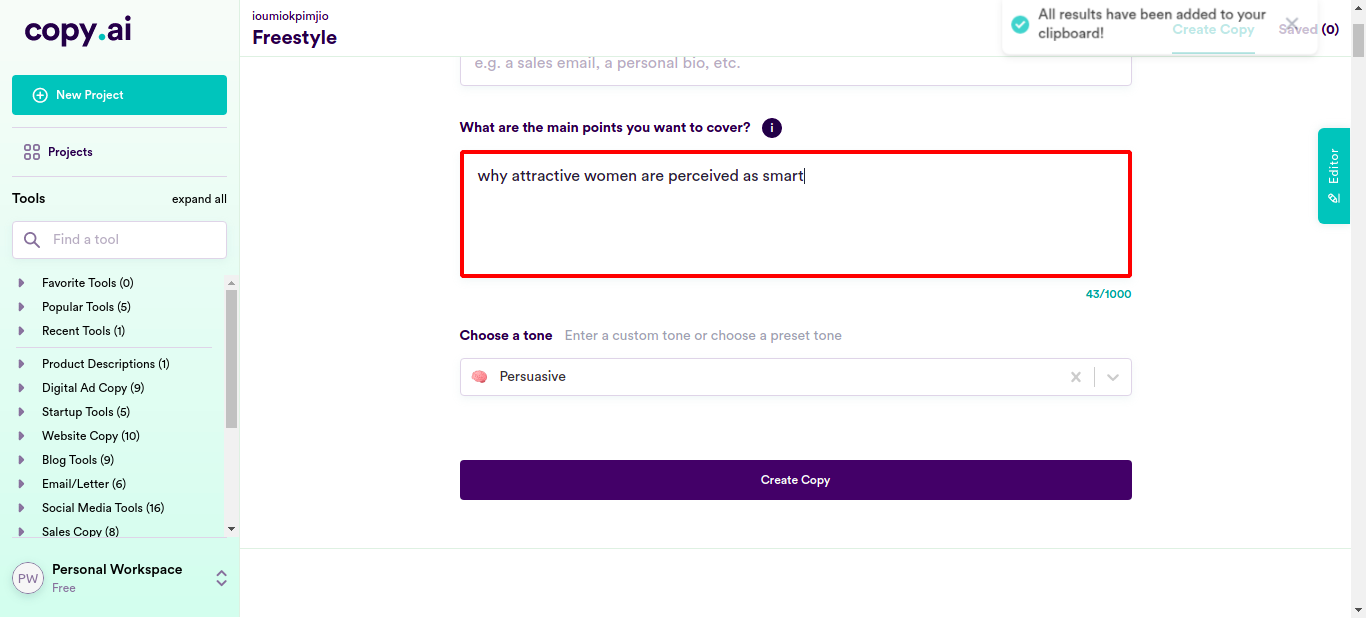 copy.ai
New Project
Projects
Tools
expand all
Find a tool
Favorite Tools (0)
Popular Tools (5)
Recent Tools (1)
Product Descriptions (1)
Digital Ad Copy (9)
Startup Tools (5)
Website Copy (10)
Blog Tools (9)
Email/Letter (6)
Social Media Tools (16)
Sales Copy (8)
PW
Personal Workspace
Free
ioumiokpimjio
Freestyle
All results have been added to your
clipboard!
Create Copy
Saved (0)
e.g. a sales email, a personal bio, etc.
What are the main points you want to cover? i
why attractive women are perceived as smart
43/1000
Choose a tone Enter a custom tone or choose a preset tone
Persuasive
Create Copy
Editor